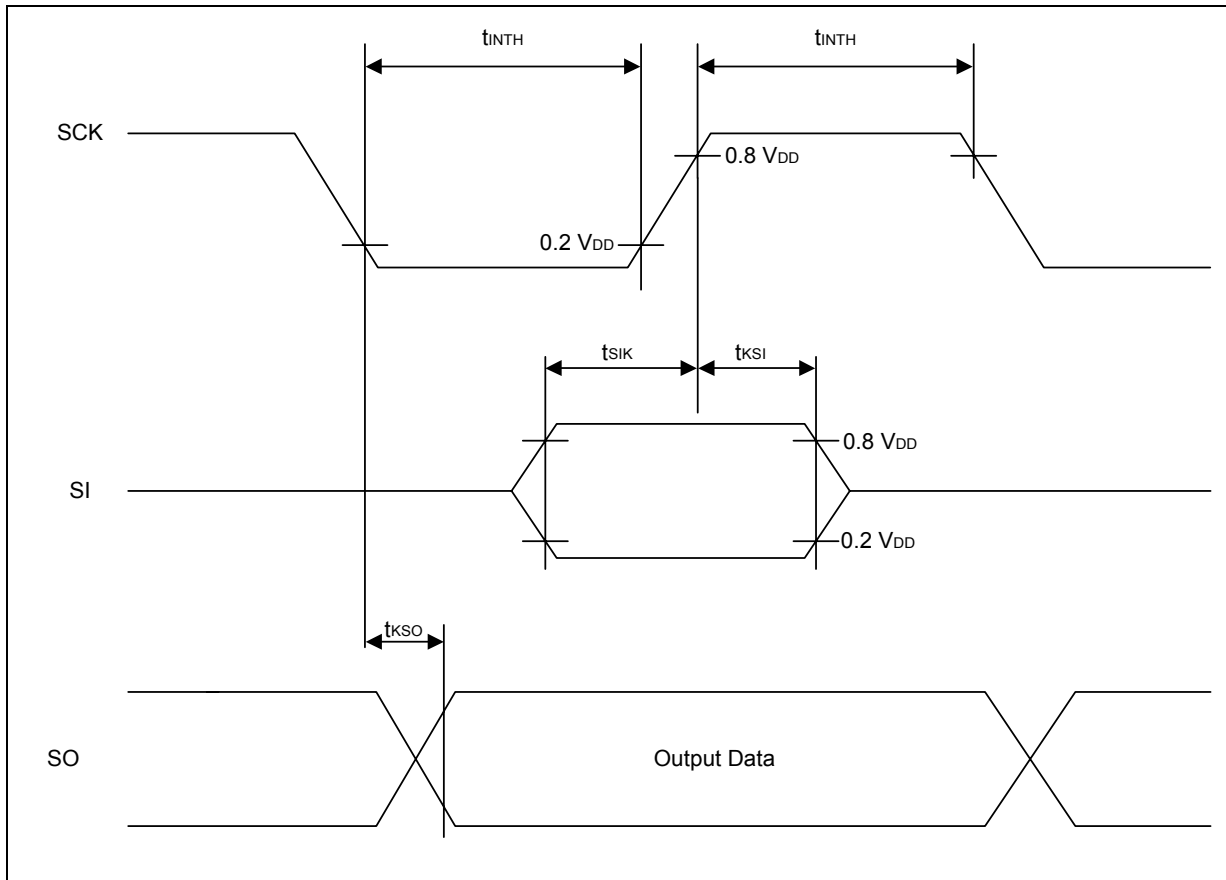 tINTH
tINTH
SCK
0.8 VDD
0.2 VDD
tSIK
tKSI
0.8 VDD
SI
0.2 VDD
tKSO
SO
Output Data